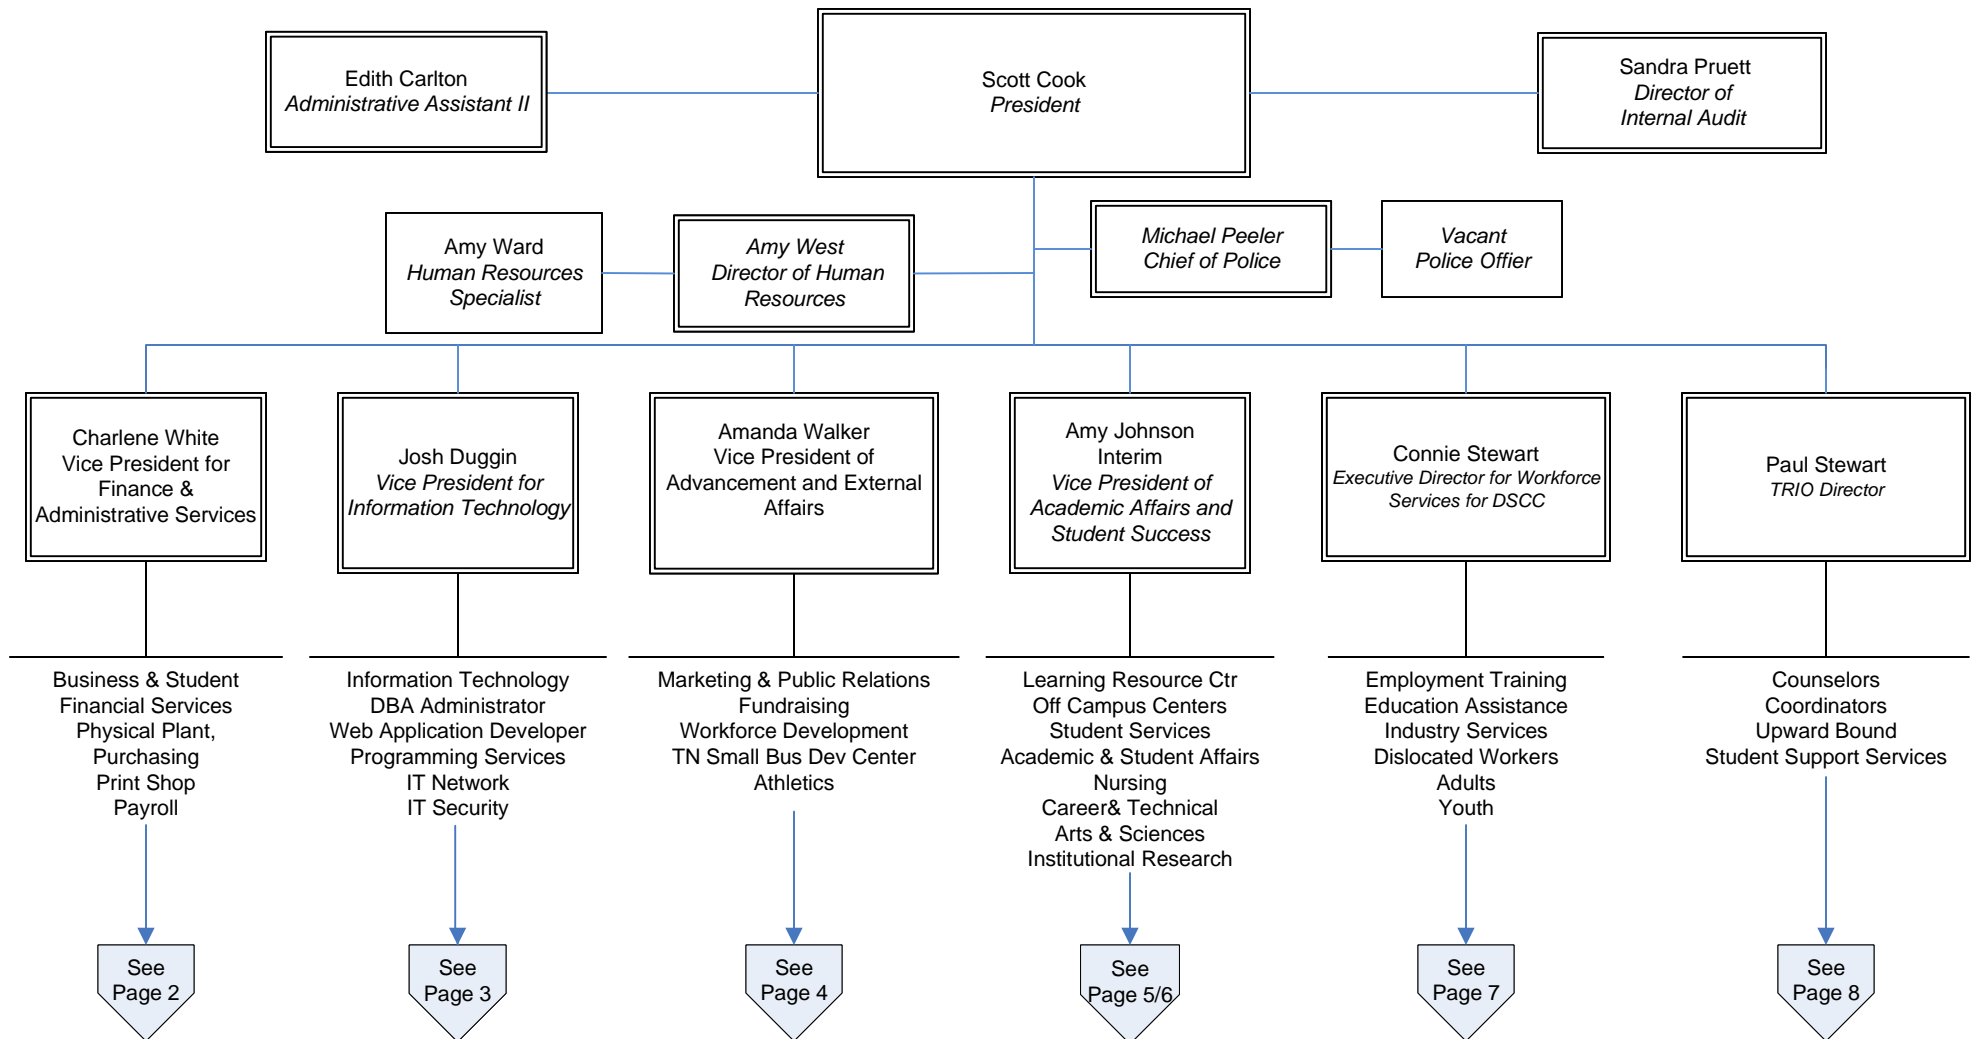 Edith Carlton
Administrative Assistant II
Scott Cook
President
Sandra Pruett
Director of
Internal Audit
Amy Ward
Human Resources
Specialist
Amy West
Director of Human
Resources
Michael Peeler
Chief of Police
Vacant
Police Offier
Charlene White
Vice President for
Finance &
Administrative Services
Josh Duggin
Vice President for
Information Technology
Amanda Walker
Vice President of
Advancement and External
Affairs
Amy Johnson
Interim
Vice President of
Academic Affairs and
Student Success
Connie Stewart
Executive Director for Workforce
Services for DSCC
Paul Stewart
TRIO Director
Business & Student
Financial Services
Physical Plant,
Purchasing
Print Shop
Payroll
Information Technology
DBA Administrator
Web Application Developer
Programming Services
IT Network
IT Security
Marketing & Public Relations
Fundraising
Workforce Development
TN Small Bus Dev Center
Athletics
Learning Resource Ctr
Off Campus Centers
Student Services
Academic & Student Affairs
Nursing
Career& Technical
Arts & Sciences
Institutional Research
Employment Training
Education Assistance
Industry Services
Dislocated Workers
Adults
Youth
Counselors
Coordinators
Upward Bound
Student Support Services
See
Page 2
See
Page 3
See
Page 4
See
Page 5/6
See
Page 7
See
Page 8